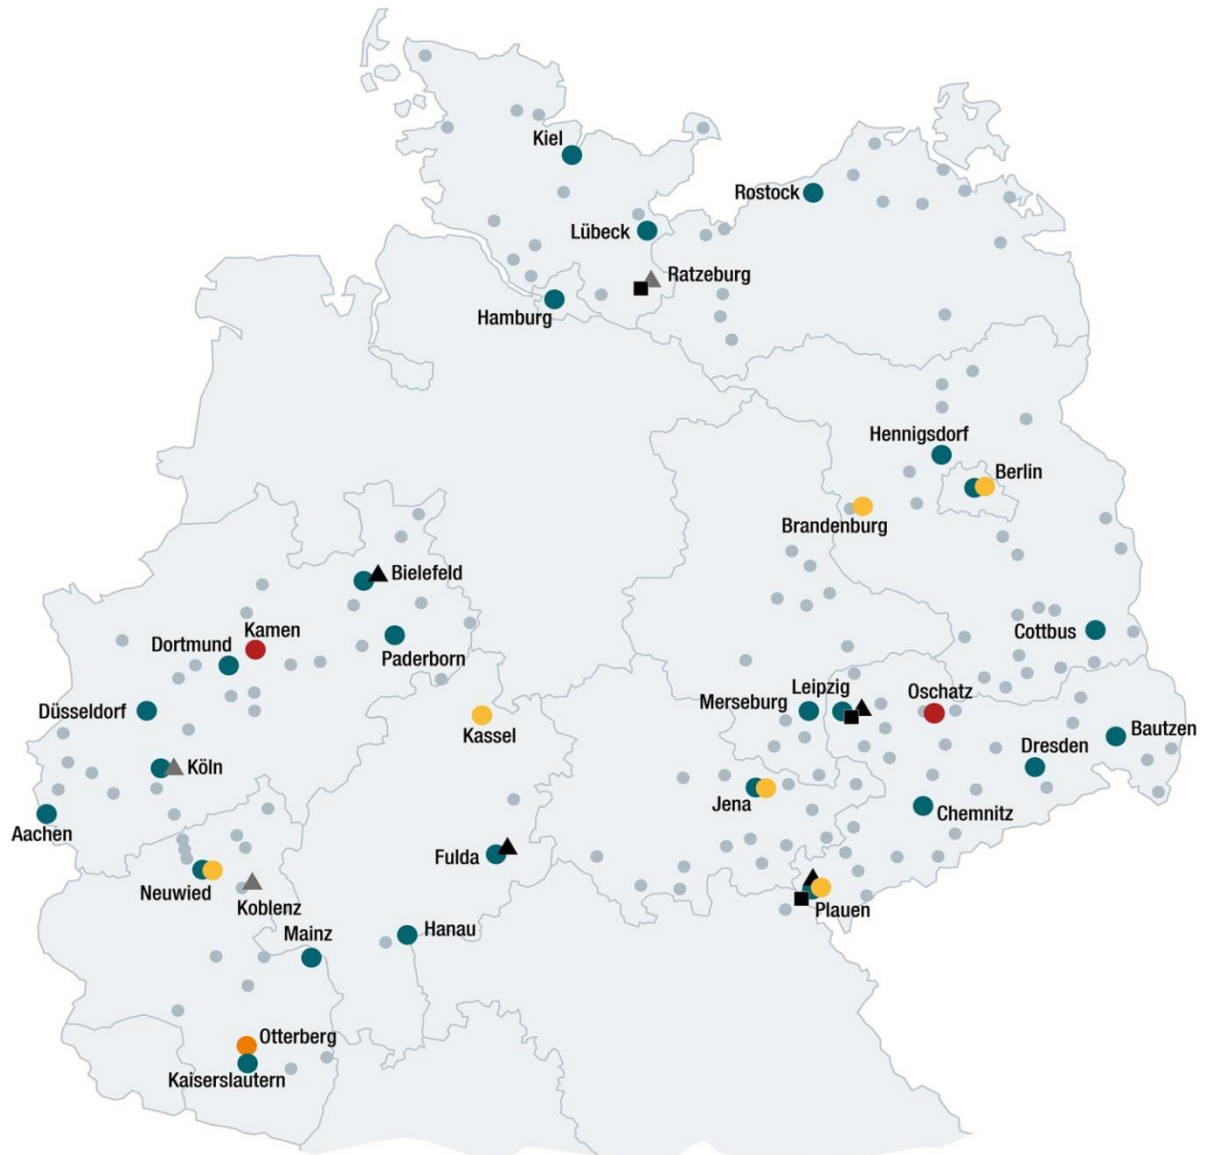 Kiel
Rostock
Lübeck
Ratzeburg
Hamburg
Hennigsdorf
Berlin
Brandenburg
Bielefeld
Kamen
Dortmund
Cottbus
Paderborn
Leipzig
Merseburg
Oschatz
Düsseldorf
Bautzen
Kassel
Dresden
Köln
Jena
Chemnitz
Aachen
Fulda
Neuwied
Koblenz
Plauen
Hanau
Mainz
Otterberg
Kaiserslautern